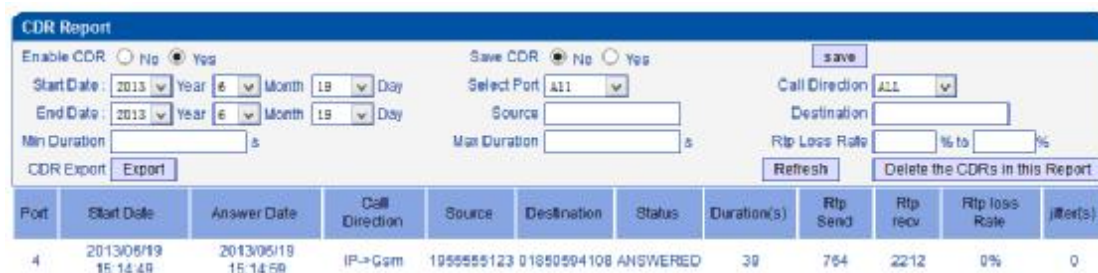 CDR Report
Enable CDR No Yes Save CDR No Yes save
Start Date: 2013 Year 6 Month 19 Day Select Port All Call Direction ALL
End Date: 2013 Year 6 Month 19 Day Source Destination
Min Duration s Max Duration s Rtp Loss Rate % to %
CDR Export Export Refresh Delete the CDRs in this Report
Port Start Date Answer Date Call Direction Source Destination Status Duration(s) Rtp Send Rtp recv Rtp loss Rate jitter(s)
4 2013/06/19 15:14:49 2013/06/19 15:14:59 IP->Gsm 1955555123 01850594108 ANSWERED 39 764 2212 0% 0